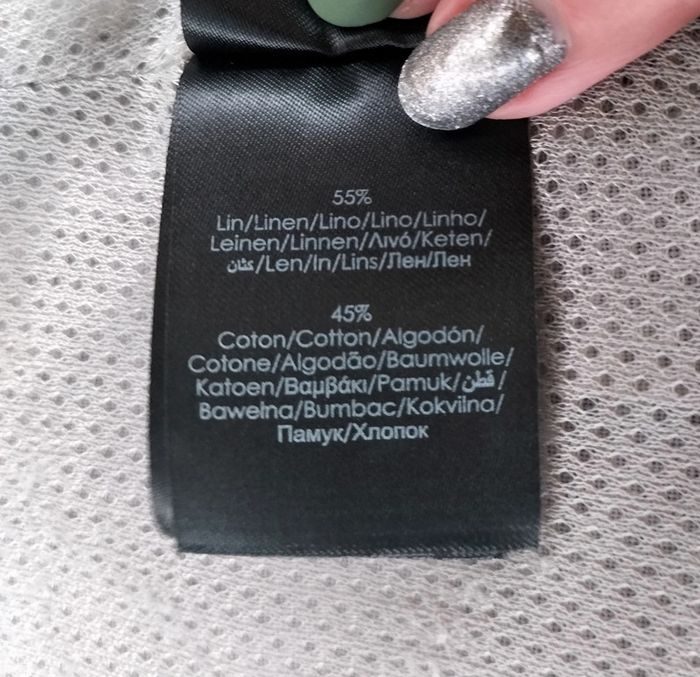 55%
Lin/Linen/Lino/Lino/Linho/
Leinen/Linnen/Λινό/Keten/
كتان/Len/In/Lins/Лен/Лен
45%
Coton/Cotton/Algodón/
Cotone/Algodão/Baumwolle/
Katoen/Βαμβάκι/Pamuk/قطن/
Bawełna/Bumbac/Kokvilna/
Памук/Хлопок